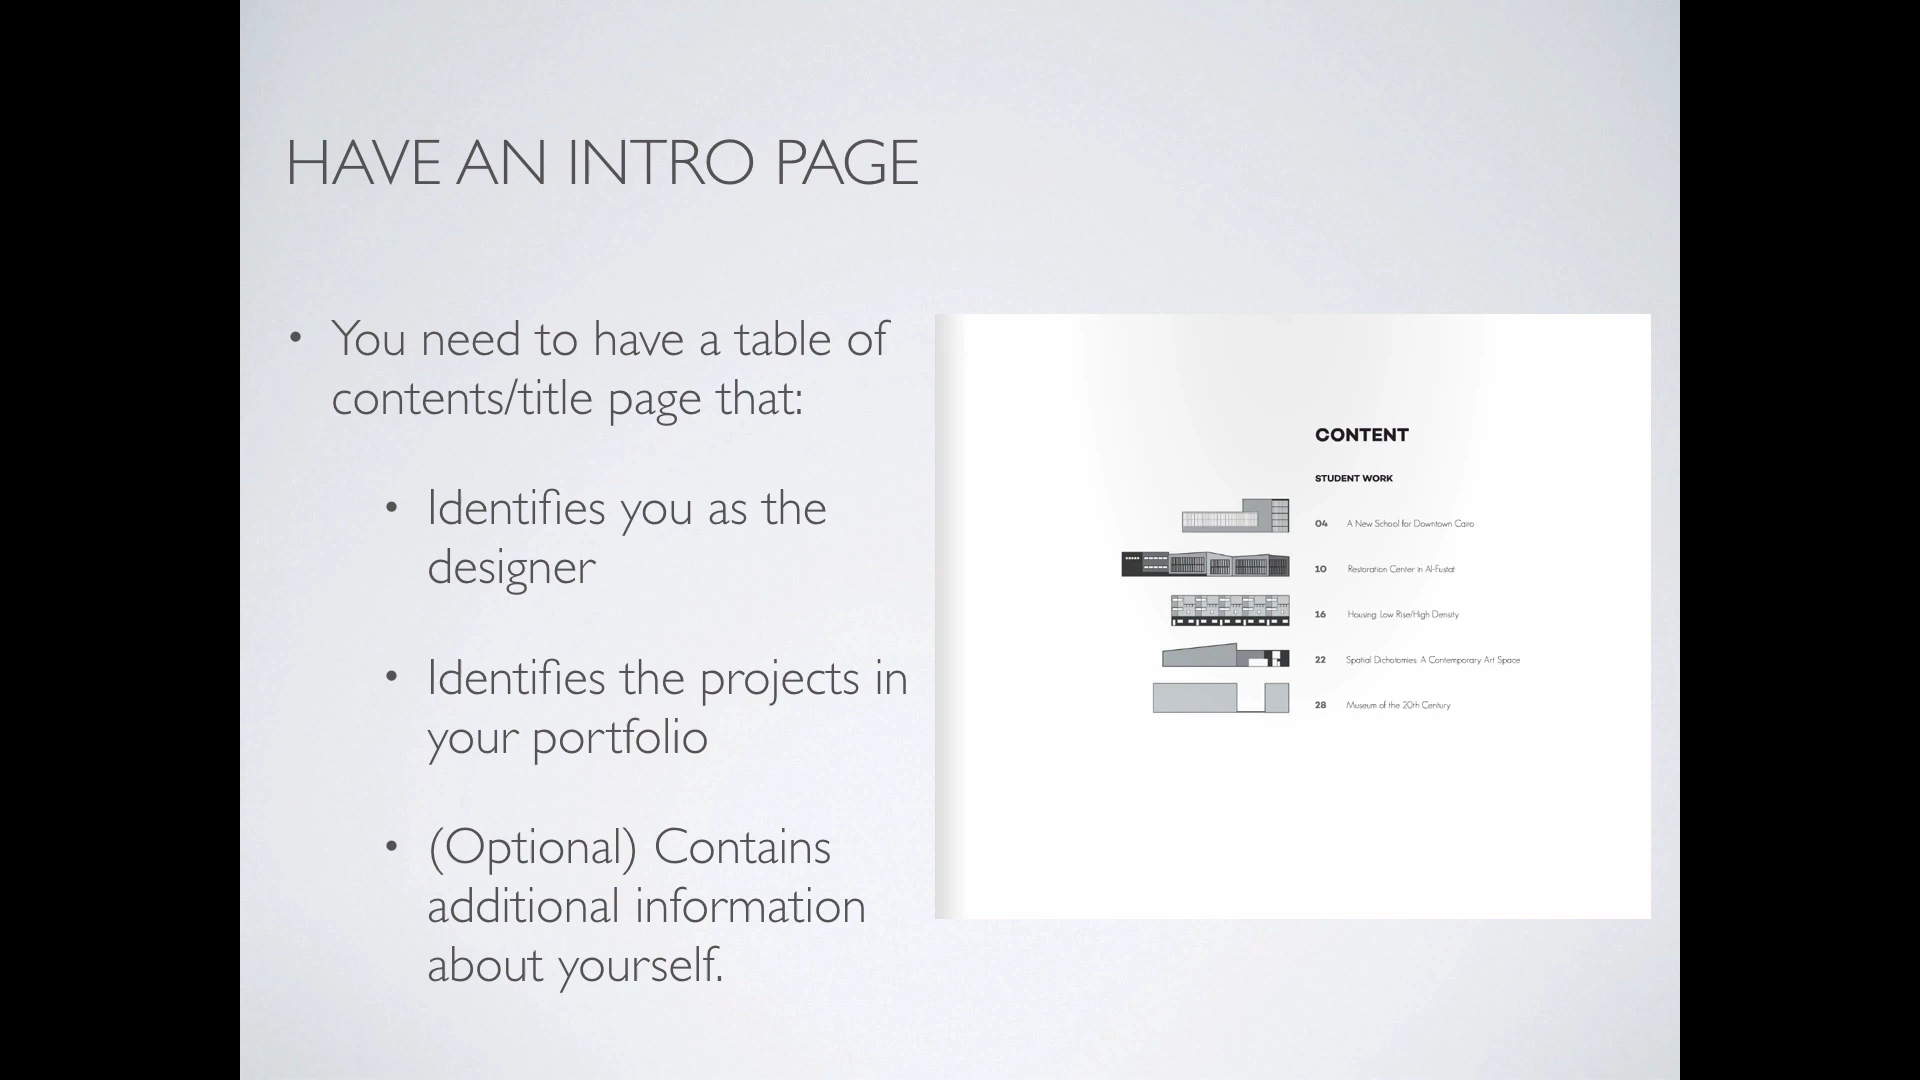 HAVE AN INTRO PAGE
• You need to have a table of
contents/title page that:
• Identifies you as the
designer
• Identifies the projects in
your portfolio
• (Optional) Contains
additional information
about yourself.
CONTENT
STUDENT WORK
04 A New School for Downtown Cairo
10 Restoration Center in Al-Fustat
16 Housing: Low Rise/High Density
22 Spatial Dichotomies: A Contemporary Art Space
28 Museum of the 20th Century